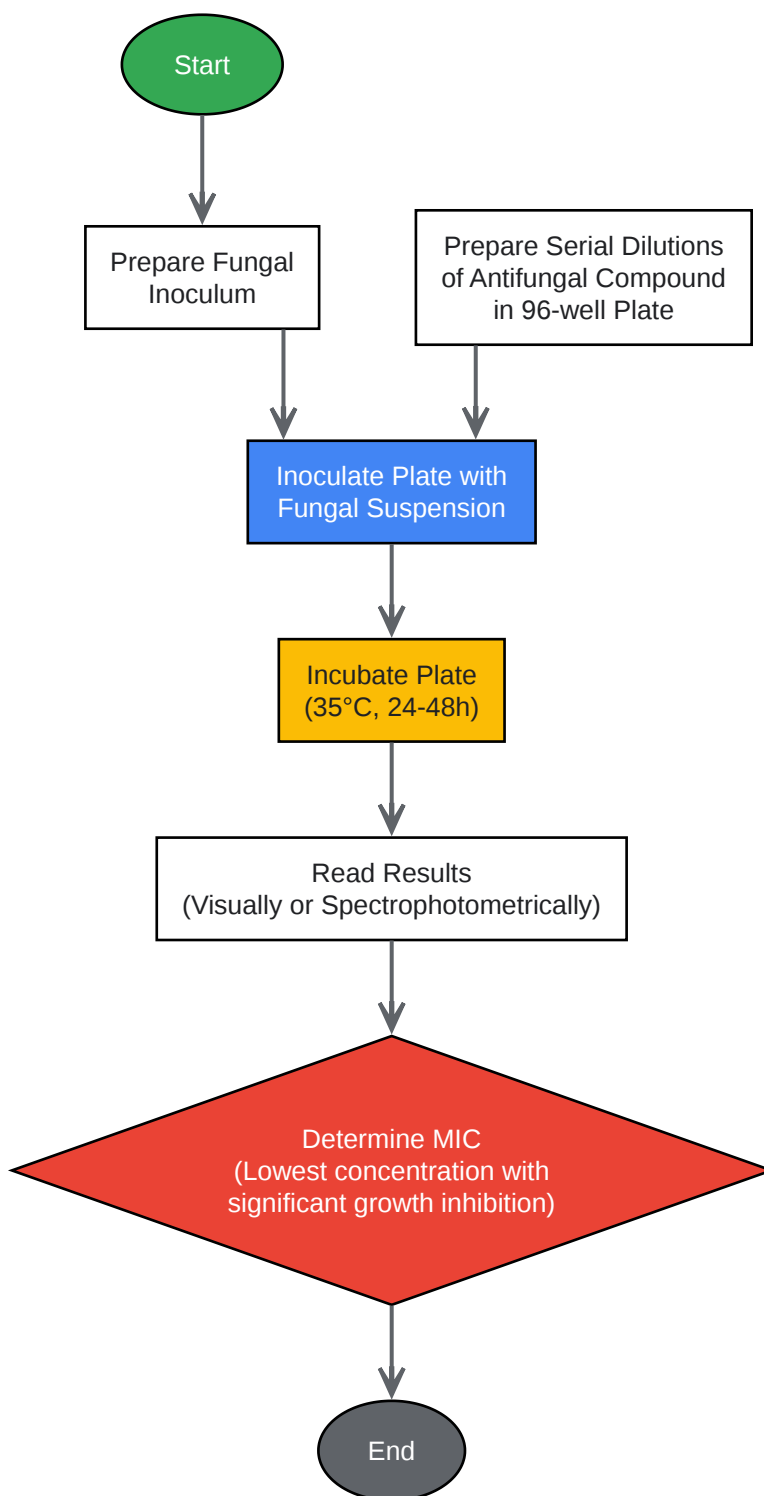 Start
Prepare Fungal
Inoculum
Prepare Serial Dilutions
of Antifungal Compound
in 96-well Plate
Inoculate Plate with
Fungal Suspension
Incubate Plate
(35°C, 24-48h)
Read Results
(Visually or Spectrophotometrically)
Determine MIC
(Lowest concentration with
significant growth inhibition)
End